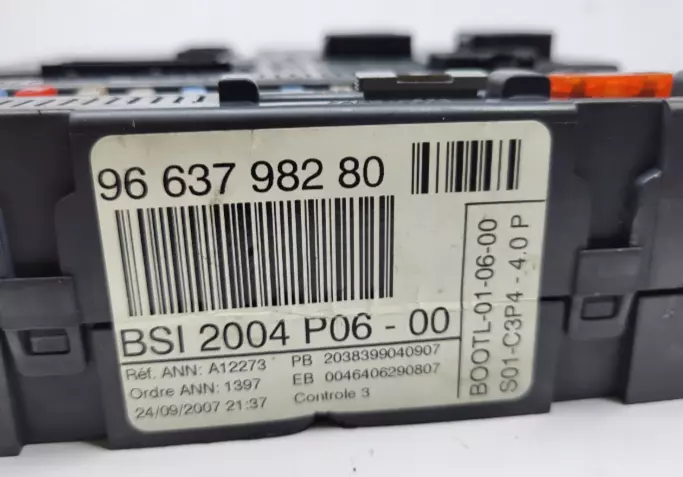 96 637 982 80
BSI 2004 P06 - 00
Réf. ANN: A12273
Ordre ANN: 1397
24/09/2007 21:37
PB 2038399040907
EB 0046406290807
Controle 3
BOOTL-01-06-00
S01-C3P4 - 4,0 P